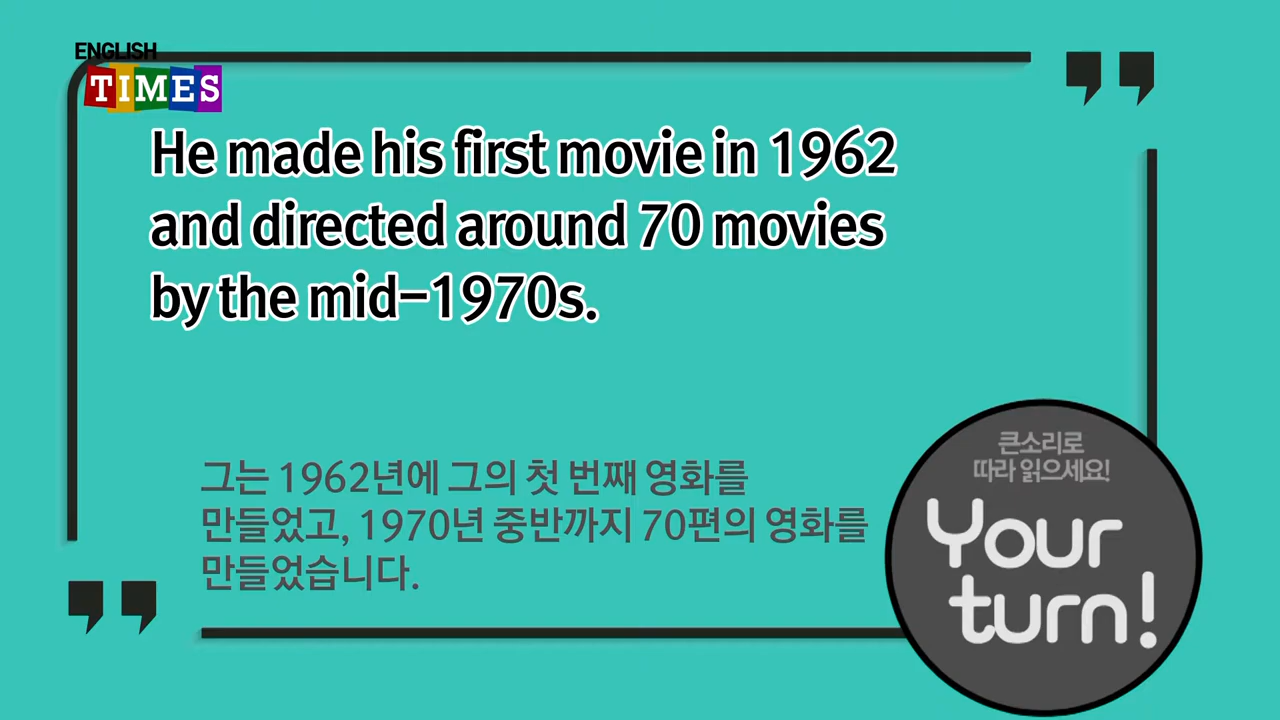 ENGLISH
TIMES
He made his first movie in 1962
and directed around 70 movies
by the mid-1970s.
그는 1962년에 그의 첫 번째 영화를
만들었고, 1970년 중반까지 70편의 영화를
만들었습니다.
큰소리로
따라 읽으세요!
Your
turn!